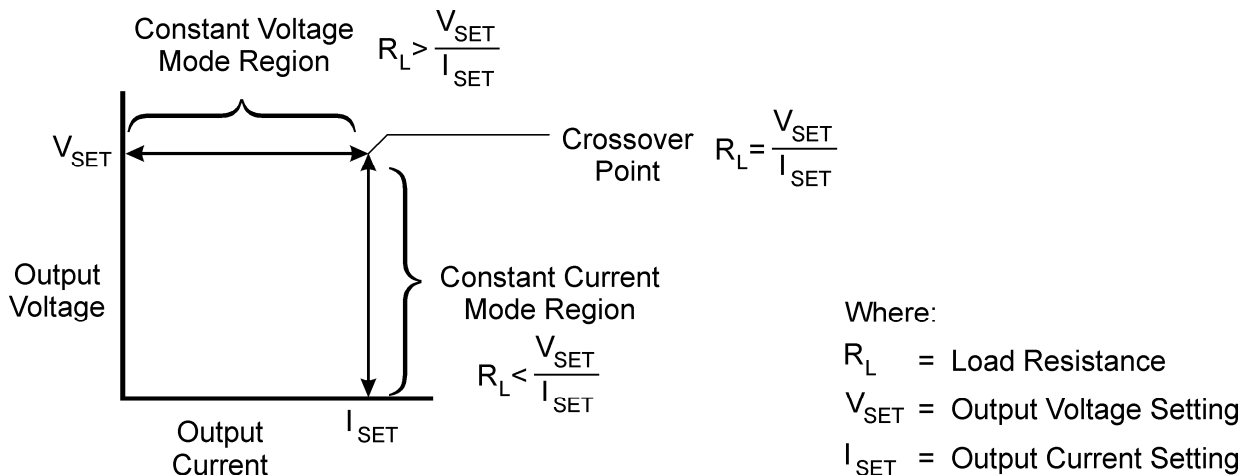 Constant Voltage
Mode Region
R_L > V_SET / I_SET
V_SET
Crossover
Point
R_L = V_SET / I_SET
Output
Voltage
Constant Current
Mode Region
R_L < V_SET / I_SET
I_SET
Output
Current
Where:
R_L = Load Resistance
V_SET = Output Voltage Setting
I_SET = Output Current Setting